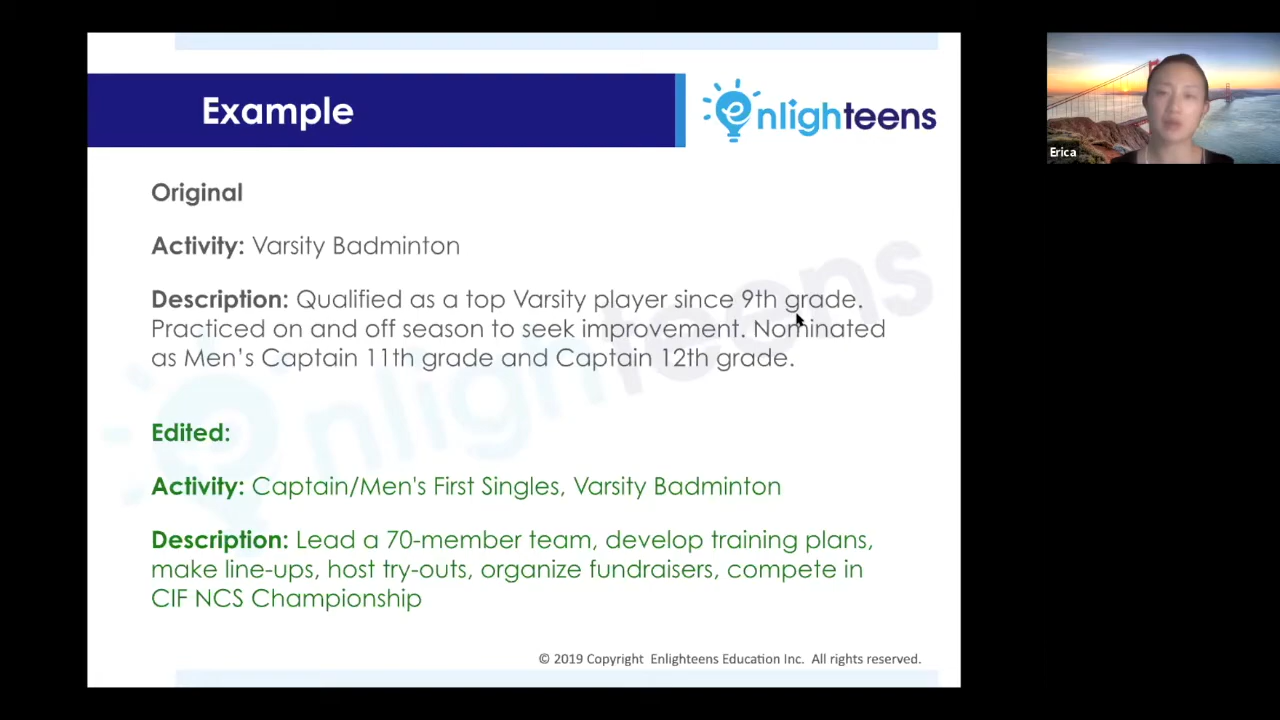 Example
enlighteens
Erica
Original
Activity: Varsity Badminton
Description: Qualified as a top Varsity player since 9th grade.
Practiced on and off season to seek improvement. Nominated
as Men's Captain 11th grade and Captain 12th grade.
enlighteens
Edited:
Activity: Captain/Men's First Singles, Varsity Badminton
Description: Lead a 70-member team, develop training plans,
make line-ups, host try-outs, organize fundraisers, compete in
CIF NCS Championship
© 2019 Copyright Enlighteens Education Inc. All rights reserved.